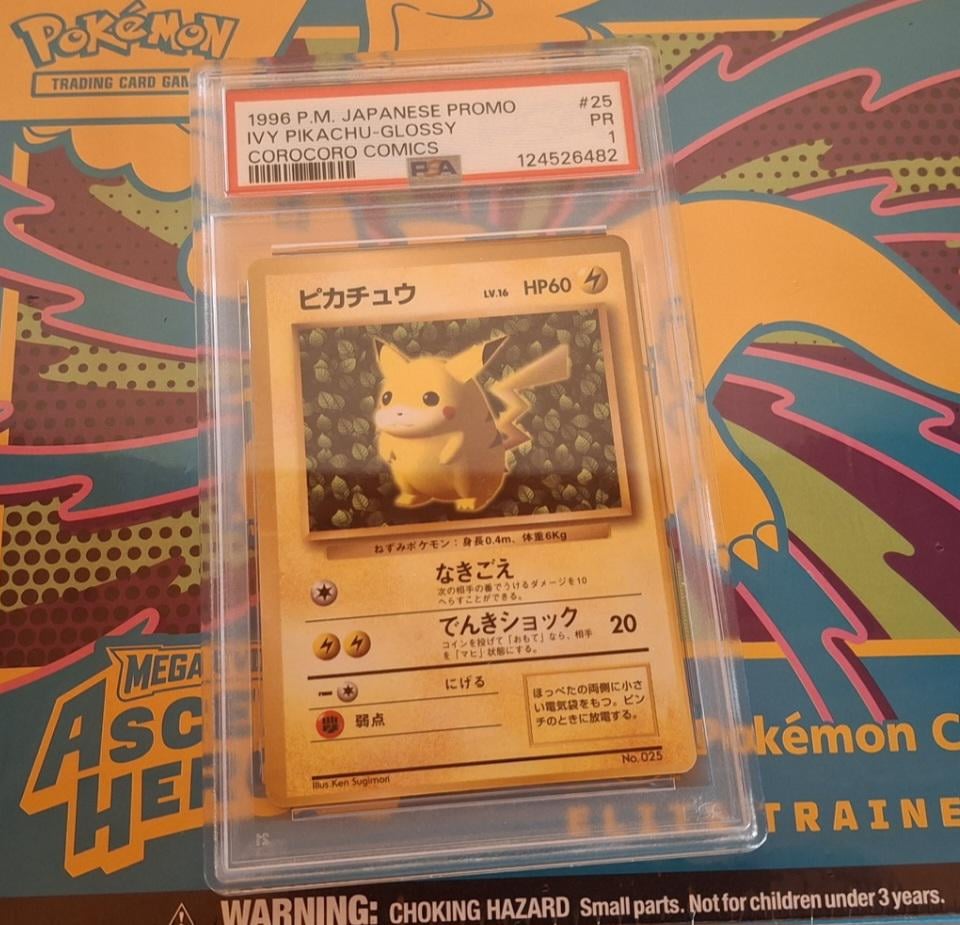 Pokémon
TRADING CARD GAM
1996 P.M. JAPANESE PROMO #25
IVY PIKACHU-GLOSSY PR
COROCORO COMICS 1
PSA 124526482
ピカチュウ LV.16 HP60
ねずみポケモン：身長0.4m、体重6Kg
なきごえ
次の相手の番でうけるダメージを10
へらすことができる。
でんきショック 20
コインを投げて「おもて」なら、相手
を「マヒ」状態にする。
にげる
弱点
ほっぺたの両側に小さ
い電気袋をもつ。ピン
チのときに放電する。
No.025
Illus.Ken Sugimori
MEGA
ASC
HE
kémon C
ELIT TRAINE
WARNING: CHOKING HAZARD Small parts. Not for children under 3 years.